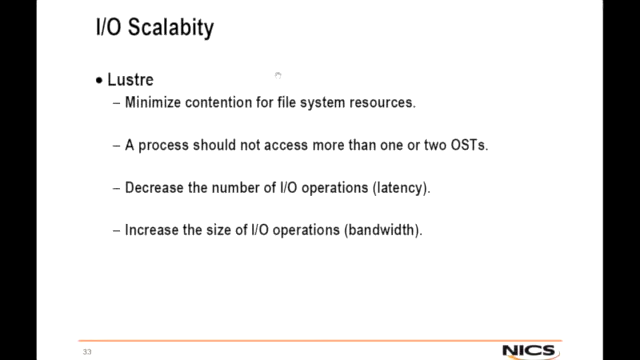 I/O Scalabity
• Lustre
– Minimize contention for file system resources.
– A process should not access more than one or two OSTs.
– Decrease the number of I/O operations (latency).
– Increase the size of I/O operations (bandwidth).
33
NICS